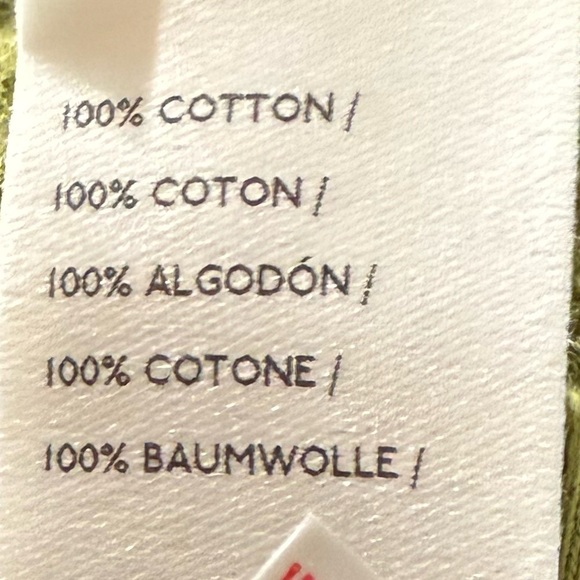 100% COTTON /
100% COTON /
100% ALGODÓN /
100% COTONE /
100% BAUMWOLLE /